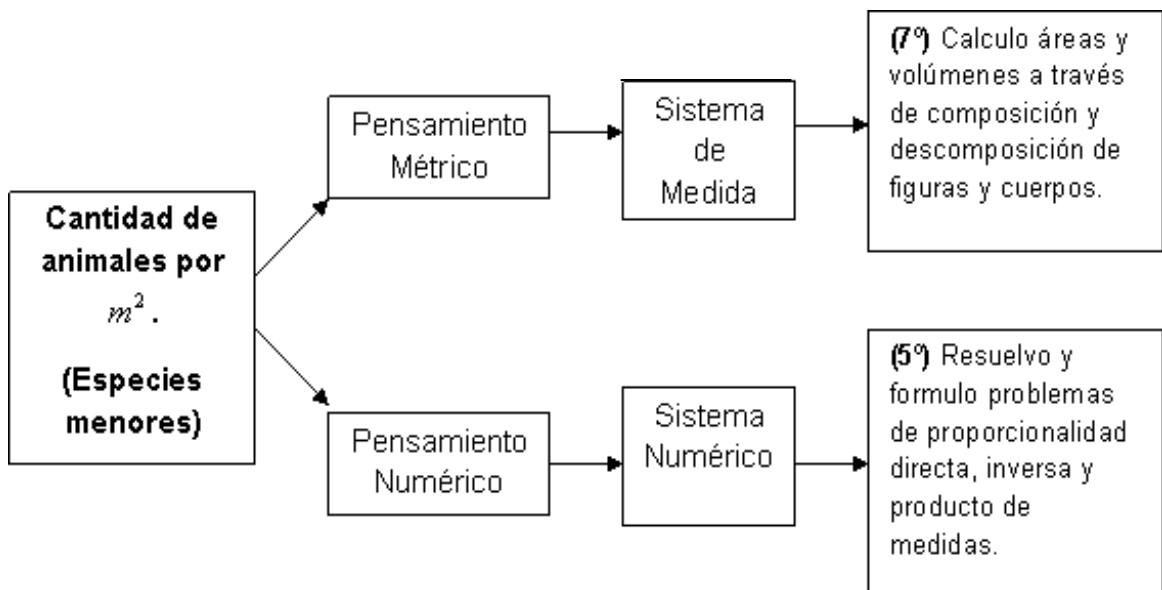 Cantidad de
animales por
m².
(Especies
menores)
Pensamiento
Métrico
Sistema
de
Medida
(7º) Calculo áreas y
volúmenes a través
de composición y
descomposición de
figuras y cuerpos.
Pensamiento
Numérico
Sistema
Numérico
(5º) Resuelvo y
formulo problemas
de proporcionalidad
directa, inversa y
producto de
medidas.